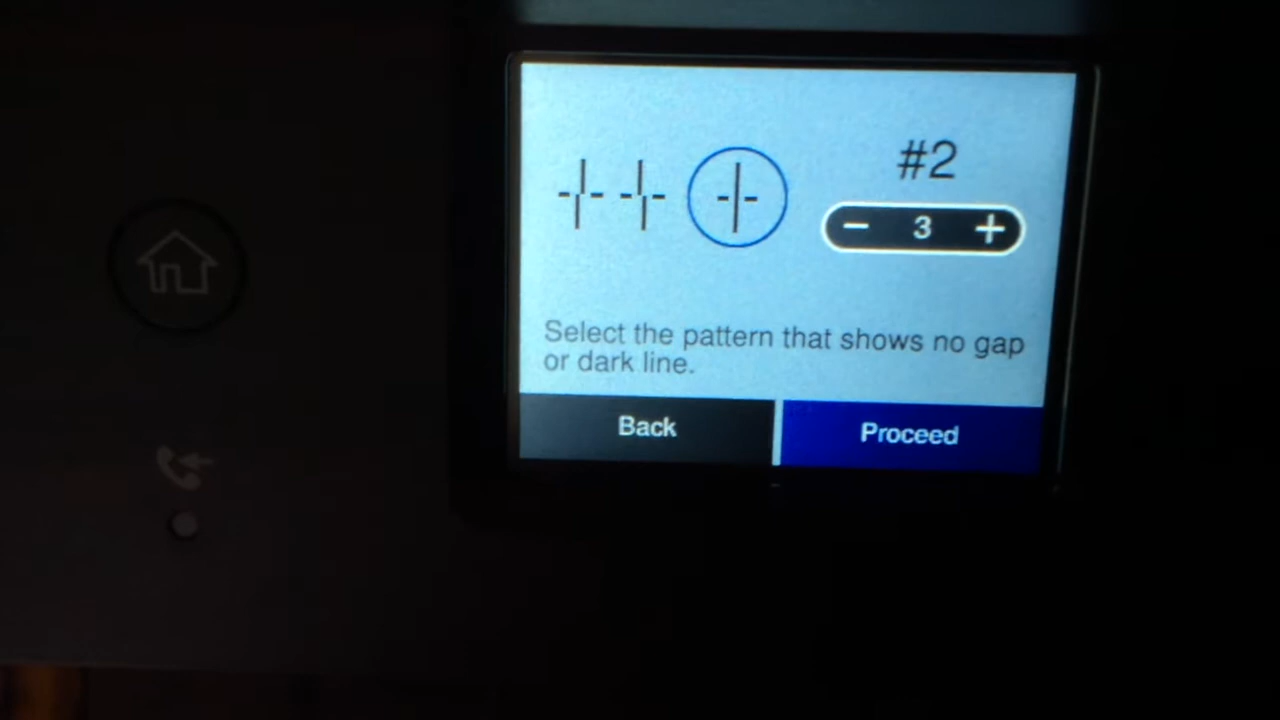 #2
- 3 +
Select the pattern that shows no gap
or dark line.
Back
Proceed